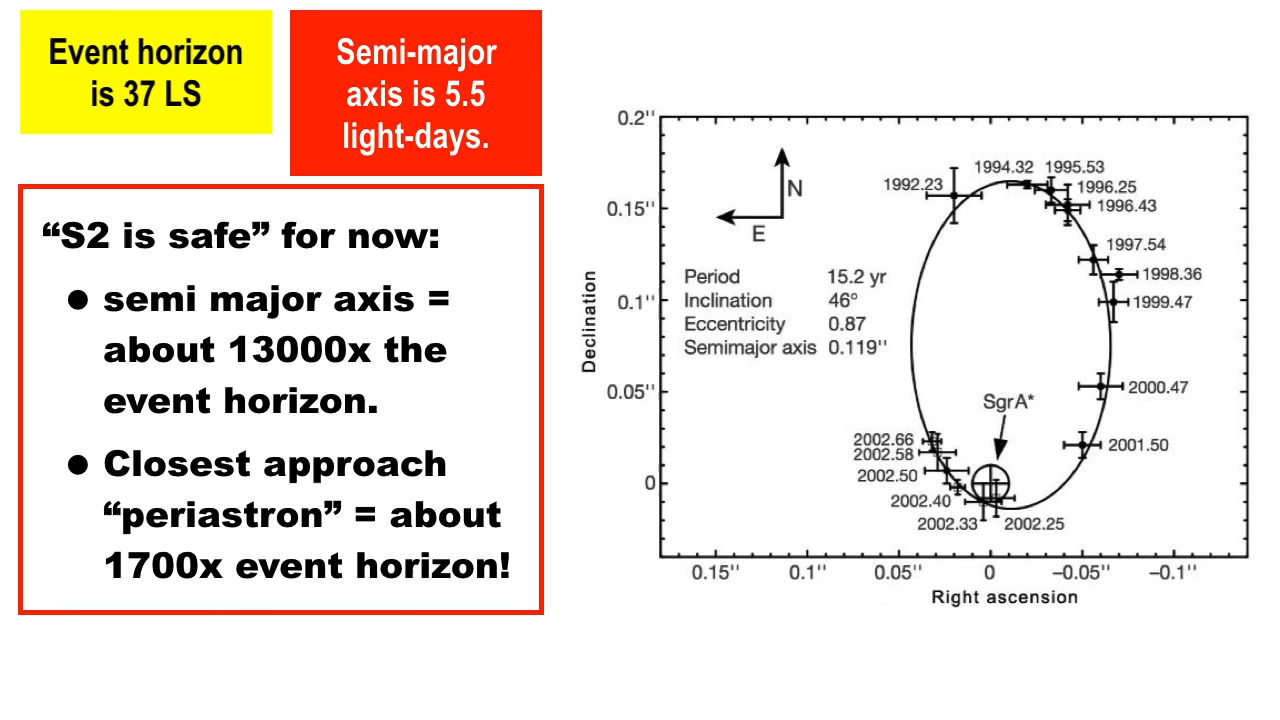 Event horizon
is 37 LS
Semi-major
axis is 5.5
light-days.
“S2 is safe” for now:
● semi major axis =
about 13000x the
event horizon.
● Closest approach
“periastron” = about
1700x event horizon!
0.2''
0.15''
0.1''
0.05''
0
Declination
N
E
Period 15.2 yr
Inclination 46°
Eccentricity 0.87
Semimajor axis 0.119''
1992.23
1994.32
1995.53
1996.25
1996.43
1997.54
1998.36
1999.47
2000.47
2001.50
SgrA*
2002.66
2002.58
2002.50
2002.40
2002.33
2002.25
0.15''
0.1''
0.05''
0
−0.05''
−0.1''
Right ascension